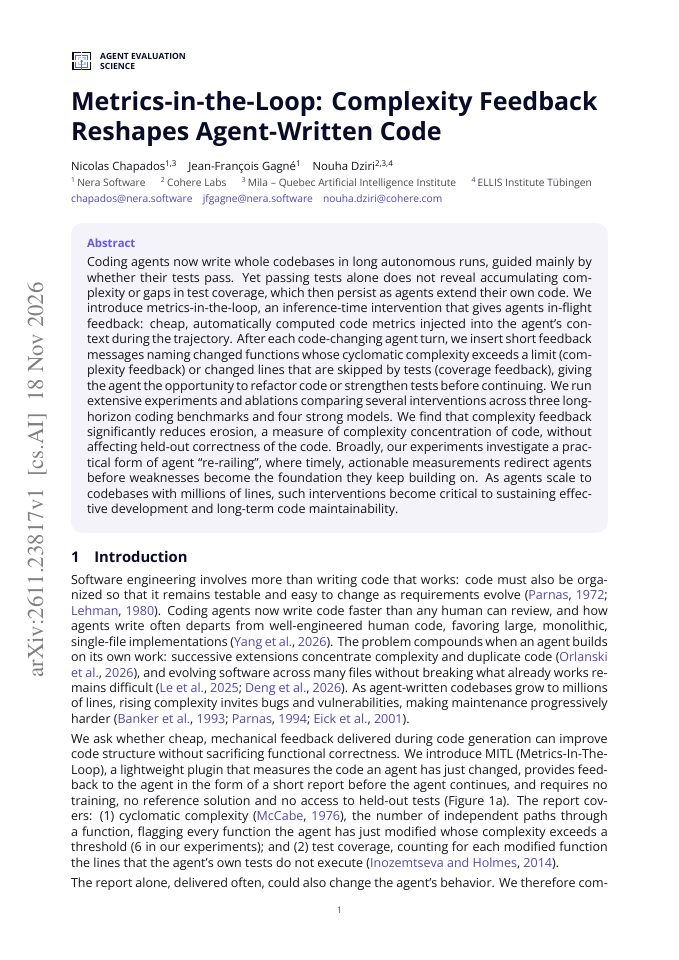 AGENT EVALUATION
SCIENCE
Metrics-in-the-Loop: Complexity Feedback
Reshapes Agent-Written Code
Nicolas Chapados1,3 Jean-François Gagné1 Nouha Dziri2,3,4
1 Nera Software 2 Cohere Labs 3 Mila – Quebec Artificial Intelligence Institute 4 ELLIS Institute Tübingen
chapados@nera.software jfgagne@nera.software nouha.dziri@cohere.com
Abstract
Coding agents now write whole codebases in long autonomous runs, guided mainly by
whether their tests pass. Yet passing tests alone does not reveal accumulating com-
plexity or gaps in test coverage, which then persist as agents extend their own code. We
introduce metrics-in-the-loop, an inference-time intervention that gives agents in-flight
feedback: cheap, automatically computed code metrics injected into the agent's con-
text during the trajectory. After each code-changing agent turn, we insert short feedback
messages naming changed functions whose cyclomatic complexity exceeds a limit (com-
plexity feedback) or changed lines that are skipped by tests (coverage feedback), giving
the agent the opportunity to refactor code or strengthen tests before continuing. We run
extensive experiments and ablations comparing several interventions across three long-
horizon coding benchmarks and four strong models. We find that complexity feedback
significantly reduces erosion, a measure of complexity concentration of code, without
affecting held-out correctness of the code. Broadly, our experiments investigate a prac-
tical form of agent “re-railing”, where timely, actionable measurements redirect agents
before weaknesses become the foundation they keep building on. As agents scale to
codebases with millions of lines, such interventions become critical to sustaining effec-
tive development and long-term code maintainability.
1 Introduction
Software engineering involves more than writing code that works: code must also be orga-
nized so that it remains testable and easy to change as requirements evolve (Parnas, 1972;
Lehman, 1980). Coding agents now write code faster than any human can review, and how
agents write often departs from well-engineered human code, favoring large, monolithic,
single-file implementations (Yang et al., 2026). The problem compounds when an agent builds
on its own work: successive extensions concentrate complexity and duplicate code (Orlanski
et al., 2026), and evolving software across many files without breaking what already works re-
mains difficult (Le et al., 2025; Deng et al., 2026). As agent-written codebases grow to millions
of lines, rising complexity invites bugs and vulnerabilities, making maintenance progressively
harder (Banker et al., 1993; Parnas, 1994; Eick et al., 2001).
We ask whether cheap, mechanical feedback delivered during code generation can improve
code structure without sacrificing functional correctness. We introduce MITL (Metrics-In-The-
Loop), a lightweight plugin that measures the code an agent has just changed, provides feed-
back to the agent in the form of a short report before the agent continues, and requires no
training, no reference solution and no access to held-out tests (Figure 1a). The report cov-
ers: (1) cyclomatic complexity (McCabe, 1976), the number of independent paths through
a function, flagging every function the agent has just modified whose complexity exceeds a
threshold (6 in our experiments); and (2) test coverage, counting for each modified function
the lines that the agent's own tests do not execute (Inozemtseva and Holmes, 2014).
The report alone, delivered often, could also change the agent's behavior. We therefore com-
1
arXiv:2611.23817v1 [cs.AI] 18 Nov 2026